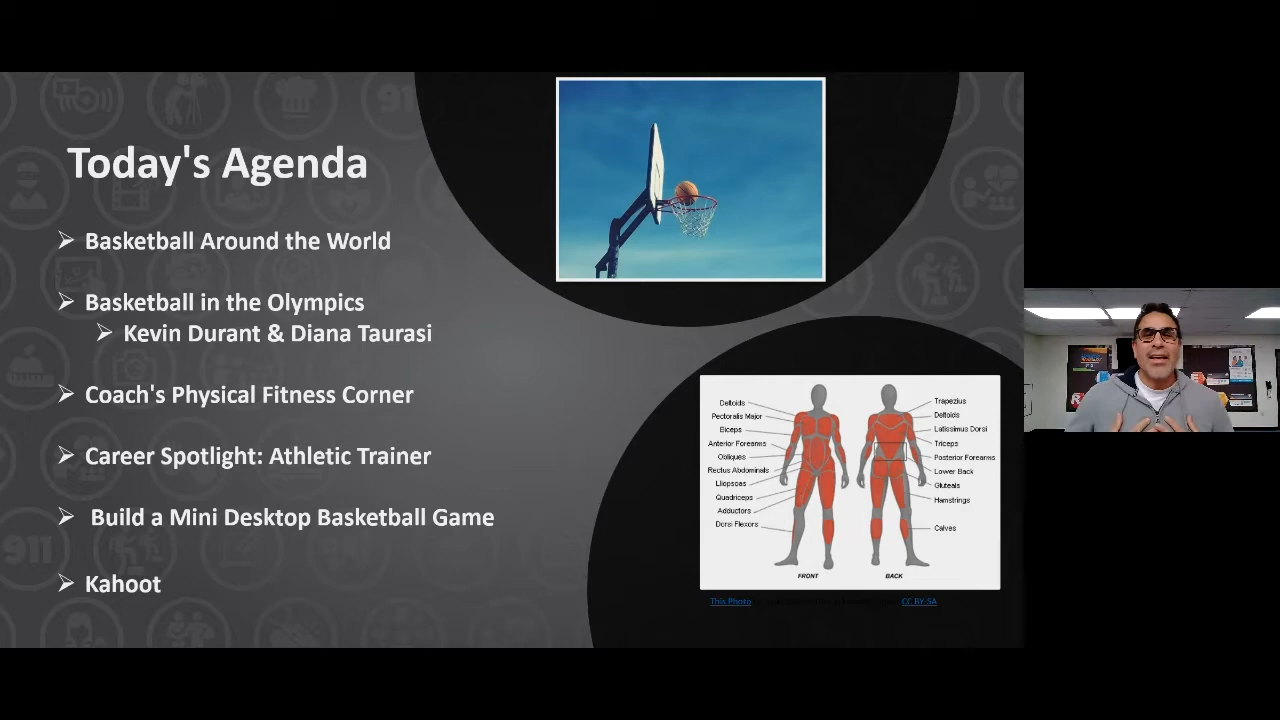 Today's Agenda
➢ Basketball Around the World
➢ Basketball in the Olympics
➢ Kevin Durant & Diana Taurasi
➢ Coach's Physical Fitness Corner
➢ Career Spotlight: Athletic Trainer
➢ Build a Mini Desktop Basketball Game
➢ Kahoot
Deltoids
Pectoralis Major
Biceps
Anterior Forearms
Obliques
Rectus Abdominals
Lliopsoas
Quadriceps
Adductors
Dorsi Flexors
FRONT
Trapezius
Deltoids
Latissimus Dorsi
Triceps
Posterior Forearms
Lower Back
Gluteals
Hamstrings
Calves
BACK
This Photo
CC BY-SA
911
911